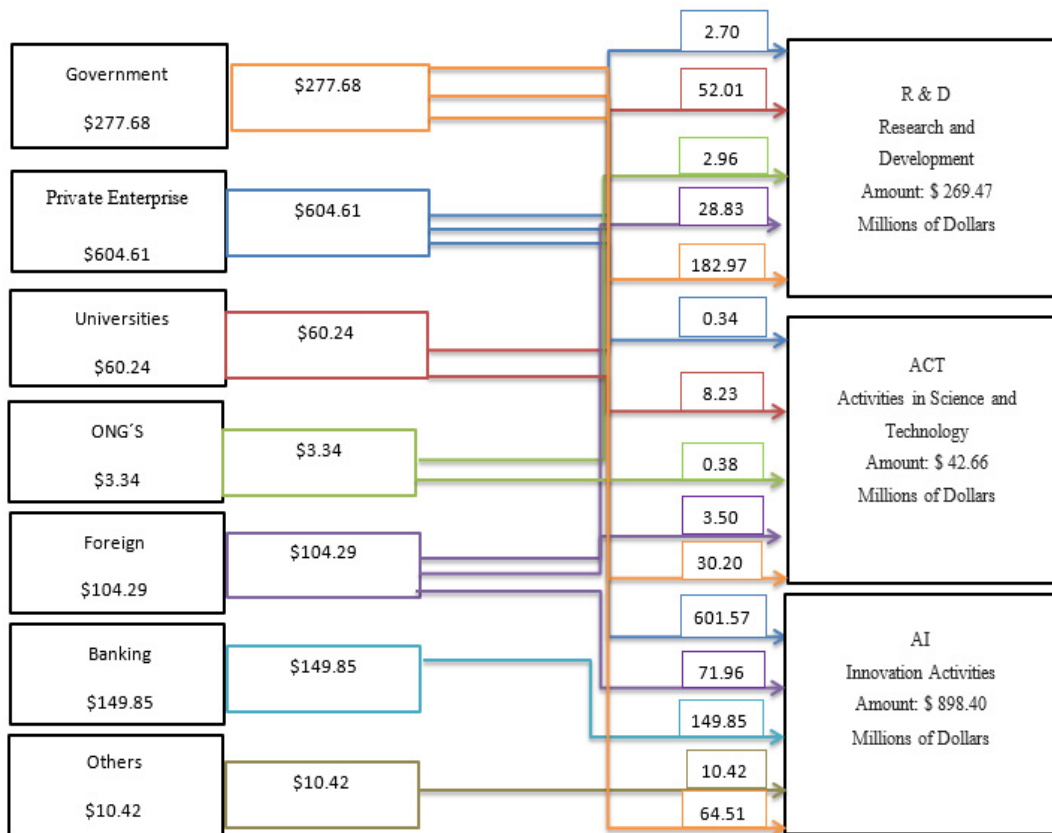 Government
$277.68
$277.68
Private Enterprise
$604.61
$604.61
Universities
$60.24
$60.24
ONG´S
$3.34
$3.34
Foreign
$104.29
$104.29
Banking
$149.85
$149.85
Others
$10.42
$10.42
2.70
52.01
2.96
28.83
182.97
0.34
8.23
0.38
3.50
30.20
601.57
71.96
149.85
10.42
64.51
R & D
Research and
Development
Amount: $ 269.47
Millions of Dollars
ACT
Activities in Science and
Technology
Amount: $ 42.66
Millions of Dollars
AI
Innovation Activities
Amount: $ 898.40
Millions of Dollars